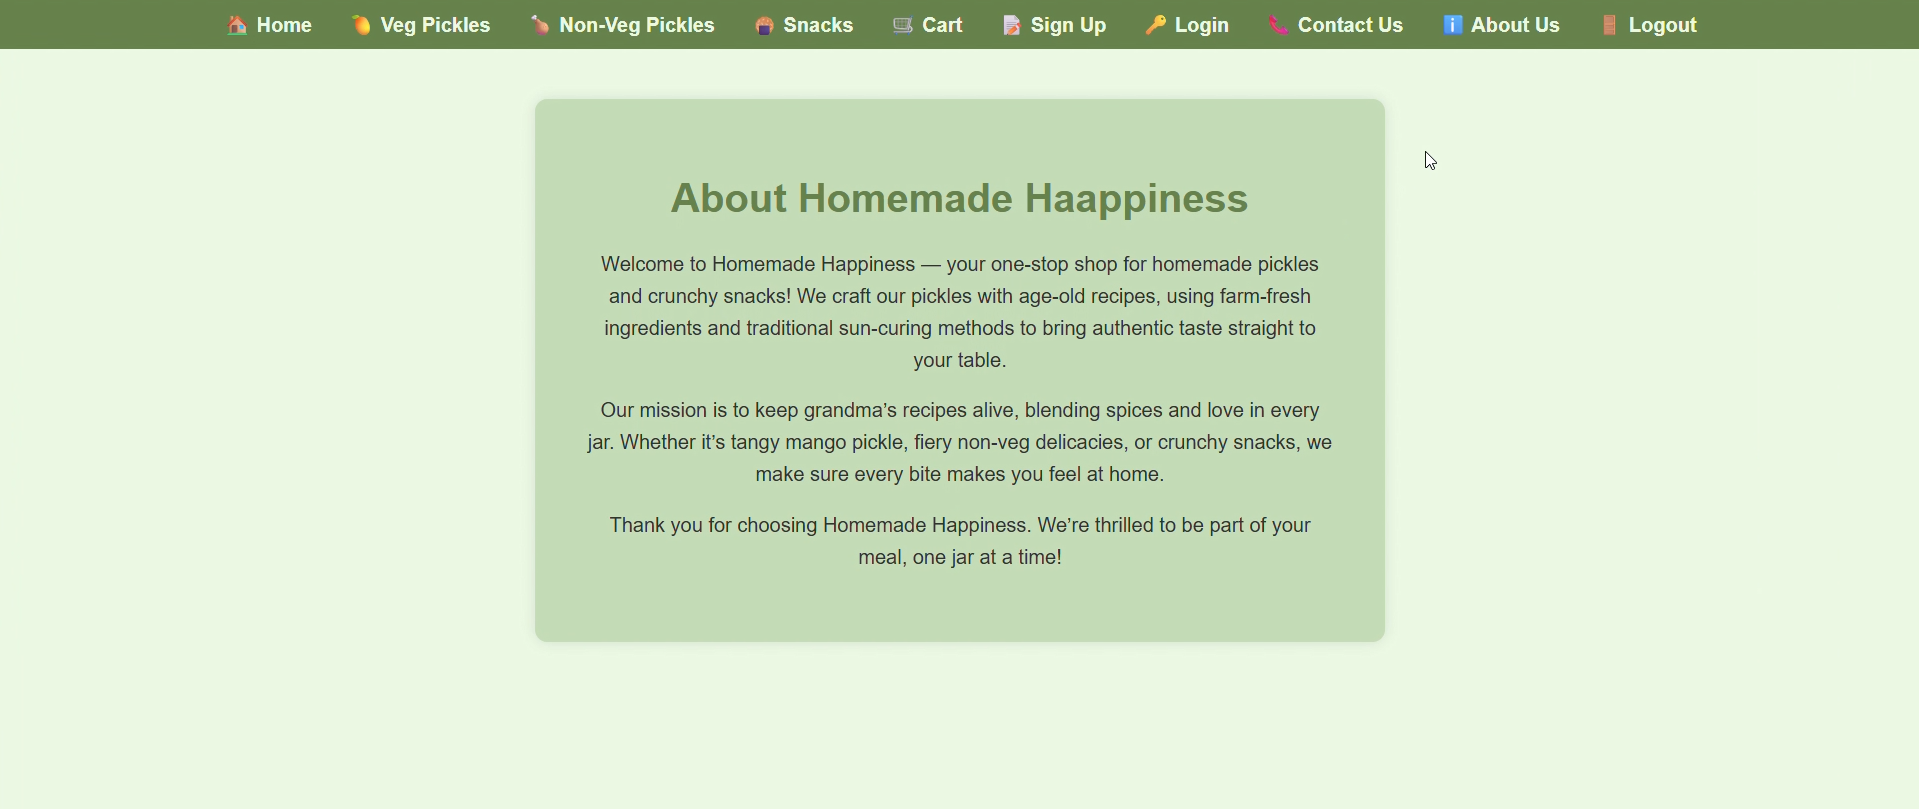 Home Veg Pickles Non-Veg Pickles Snacks Cart Sign Up Login Contact Us About Us Logout
About Homemade Haappiness
Welcome to Homemade Happiness — your one-stop shop for homemade pickles
and crunchy snacks! We craft our pickles with age-old recipes, using farm-fresh
ingredients and traditional sun-curing methods to bring authentic taste straight to
your table.
Our mission is to keep grandma’s recipes alive, blending spices and love in every
jar. Whether it’s tangy mango pickle, fiery non-veg delicacies, or crunchy snacks, we
make sure every bite makes you feel at home.
Thank you for choosing Homemade Happiness. We’re thrilled to be part of your
meal, one jar at a time!